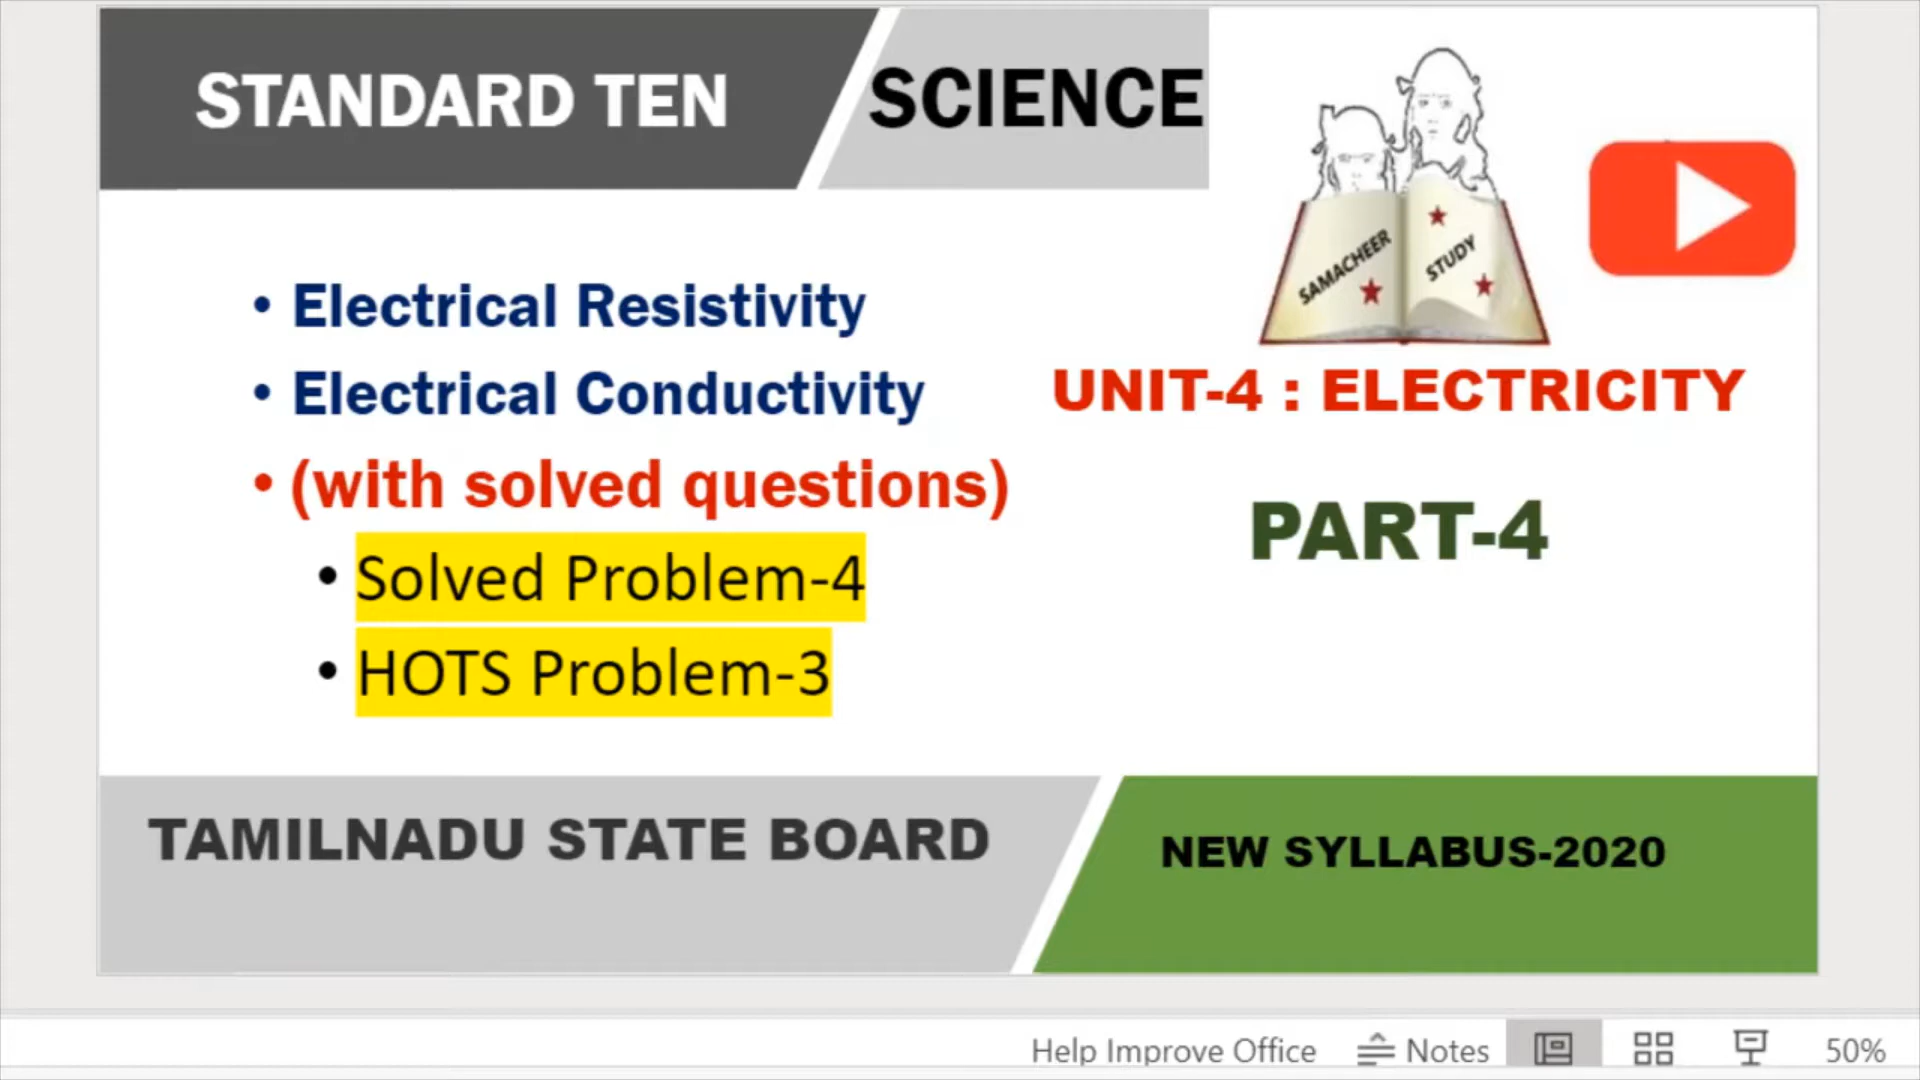 STANDARD TEN
SCIENCE
SAMACHEER
STUDY
• Electrical Resistivity
• Electrical Conductivity
• (with solved questions)
• Solved Problem-4
• HOTS Problem-3
UNIT-4 : ELECTRICITY
PART-4
TAMILNADU STATE BOARD
NEW SYLLABUS-2020
Help Improve Office
Notes
50%